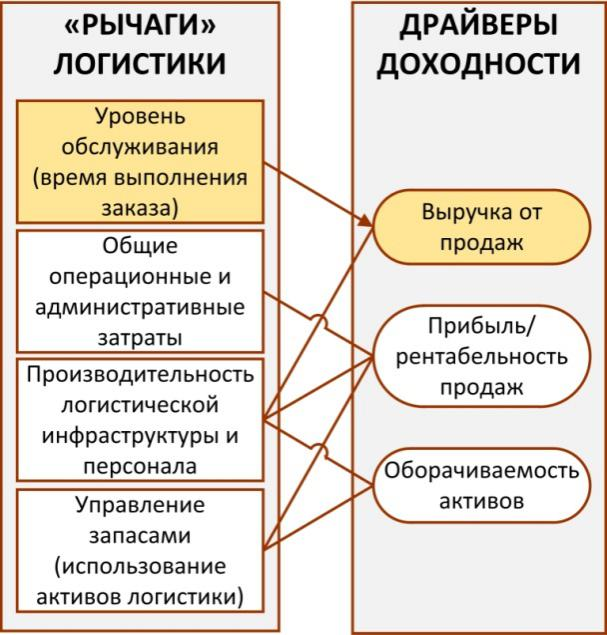 «РЫЧАГИ»
ЛОГИСТИКИ
Уровень
обслуживания
(время выполнения
заказа)
Общие
операционные и
административные
затраты
Производительность
логистической
инфраструктуры и
персонала
Управление
запасами
(использование
активов логистики)
ДРАЙВЕРЫ
ДОХОДНОСТИ
Выручка от
продаж
Прибыль/
рентабельность
продаж
Оборачиваемость
активов